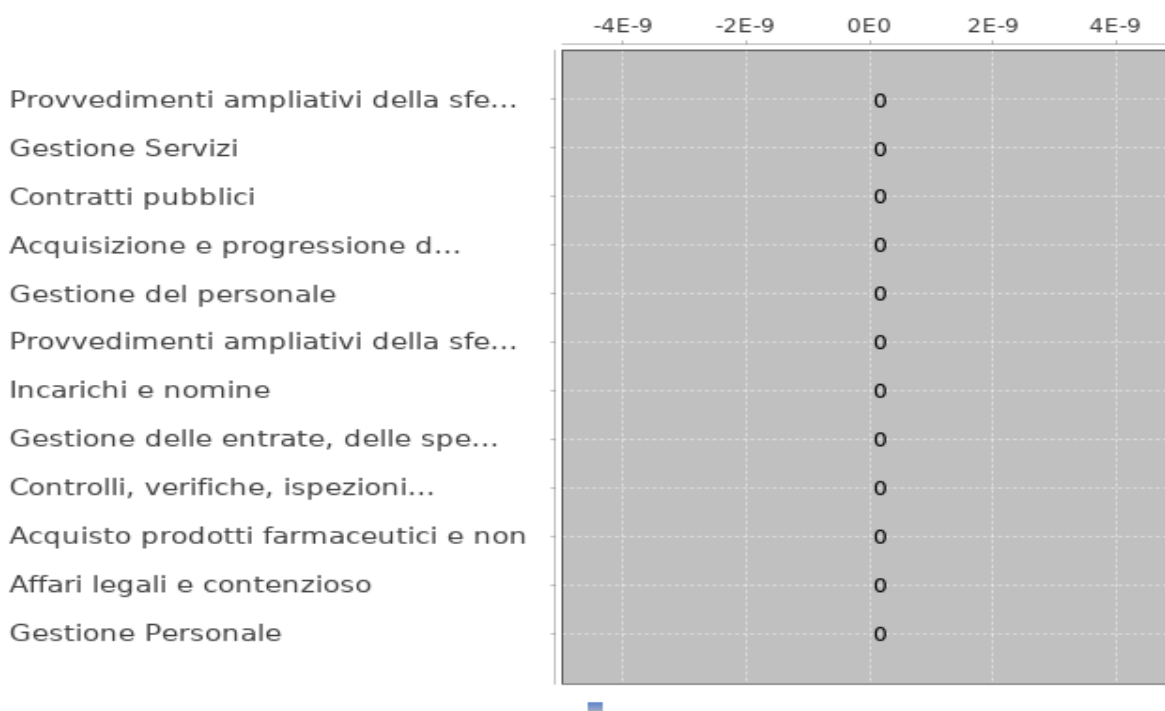 -4E-9 -2E-9 0E0 2E-9 4E-9
Provvedimenti ampliativi della sfe... 0
Gestione Servizi 0
Contratti pubblici 0
Acquisizione e progressione d... 0
Gestione del personale 0
Provvedimenti ampliativi della sfe... 0
Incarichi e nomine 0
Gestione delle entrate, delle spe... 0
Controlli, verifiche, ispezioni... 0
Acquisto prodotti farmaceutici e non 0
Affari legali e contenzioso 0
Gestione Personale 0